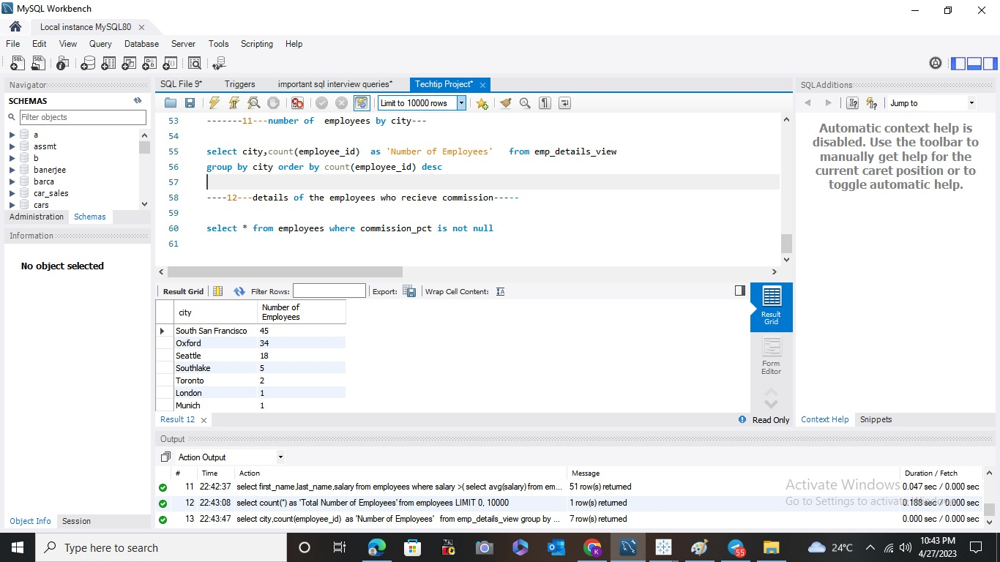 MySQL Workbench
Local instance MySQL80
File Edit View Query Database Server Tools Scripting Help
Navigator
SCHEMAS
Filter objects
a
assmt
b
banerjee
barca
car_sales
cars
Administration Schemas
Information
No object selected
Object Info Session
SQL File 9* Triggers important sql interview queries* Techtip Project*
Limit to 10000 rows
53 -------11---number of  employees by city---
54
55 select city,count(employee_id)  as 'Number of Employees'   from emp_details_view
56 group by city order by count(employee_id) desc
57
58 ----12---details of the employees who recieve commission-----
59
60 select * from employees where commission_pct is not null
61
Result Grid Filter Rows: Export: Wrap Cell Content:
city Number of Employees
South San Francisco 45
Oxford 34
Seattle 18
Southlake 5
Toronto 2
London 1
Munich 1
Result Grid
Form Editor
Result 12 Read Only
SQLAdditions
Jump to
Automatic context help is
disabled. Use the toolbar to
manually get help for the
current caret position or to
toggle automatic help.
Context Help Snippets
Output
Action Output
# Time Action Message Duration / Fetch
11 22:42:37 select first_name,last_name,salary from employees where salary >( select avg(salary) from em... 51 row(s) returned 0.047 sec / 0.000 sec
12 22:43:08 select count(*) as 'Total Number of Employees' from employees LIMIT 0, 10000 1 row(s) returned 0.188 sec / 0.000 sec
13 22:43:47 select city,count(employee_id)  as 'Number of Employees'   from emp_details_view group by ... 7 row(s) returned 0.000 sec / 0.000 sec
Activate Windows
Go to Settings to activate Windows.
Type here to search
K
55
24°C
10:43 PM
4/27/2023